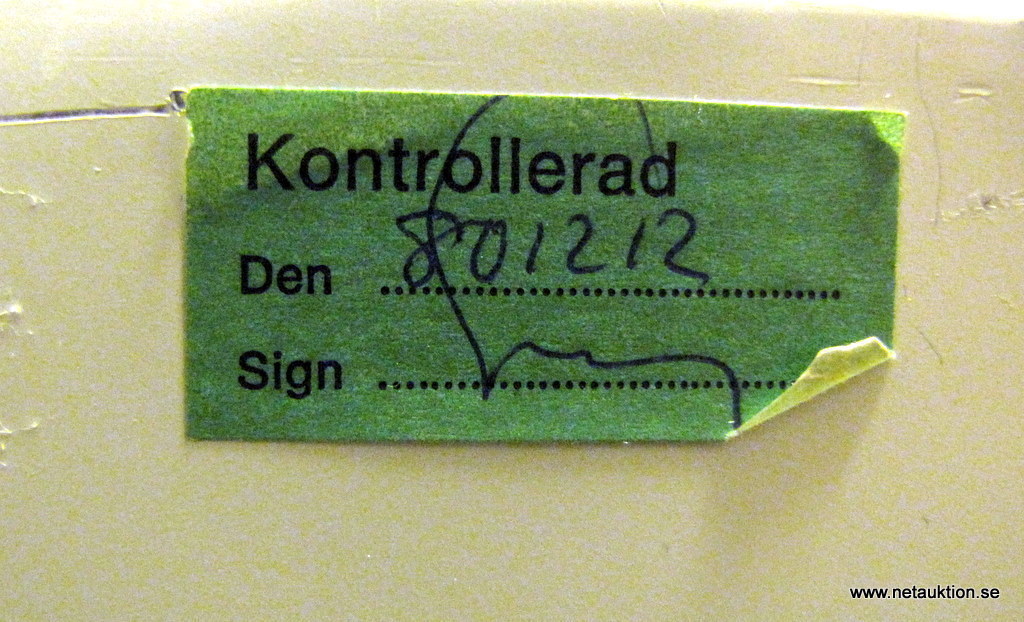 Kontrollerad
Den 801212
Sign
www.netauktion.se